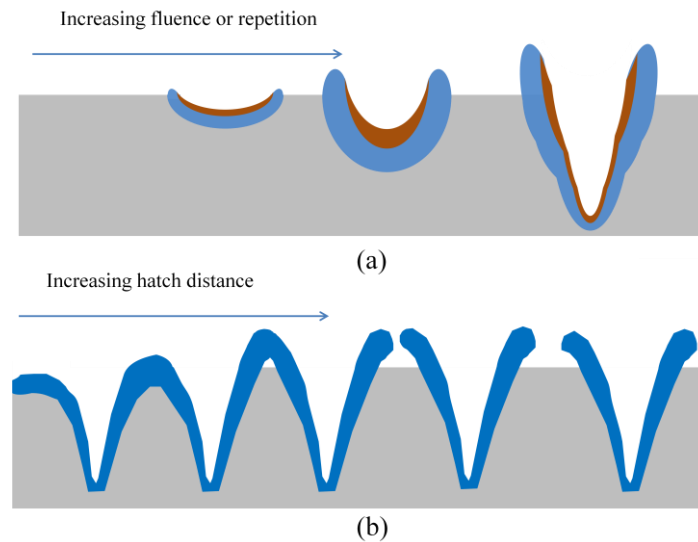 Increasing fluence or repetition
(a)
Increasing hatch distance
(b)